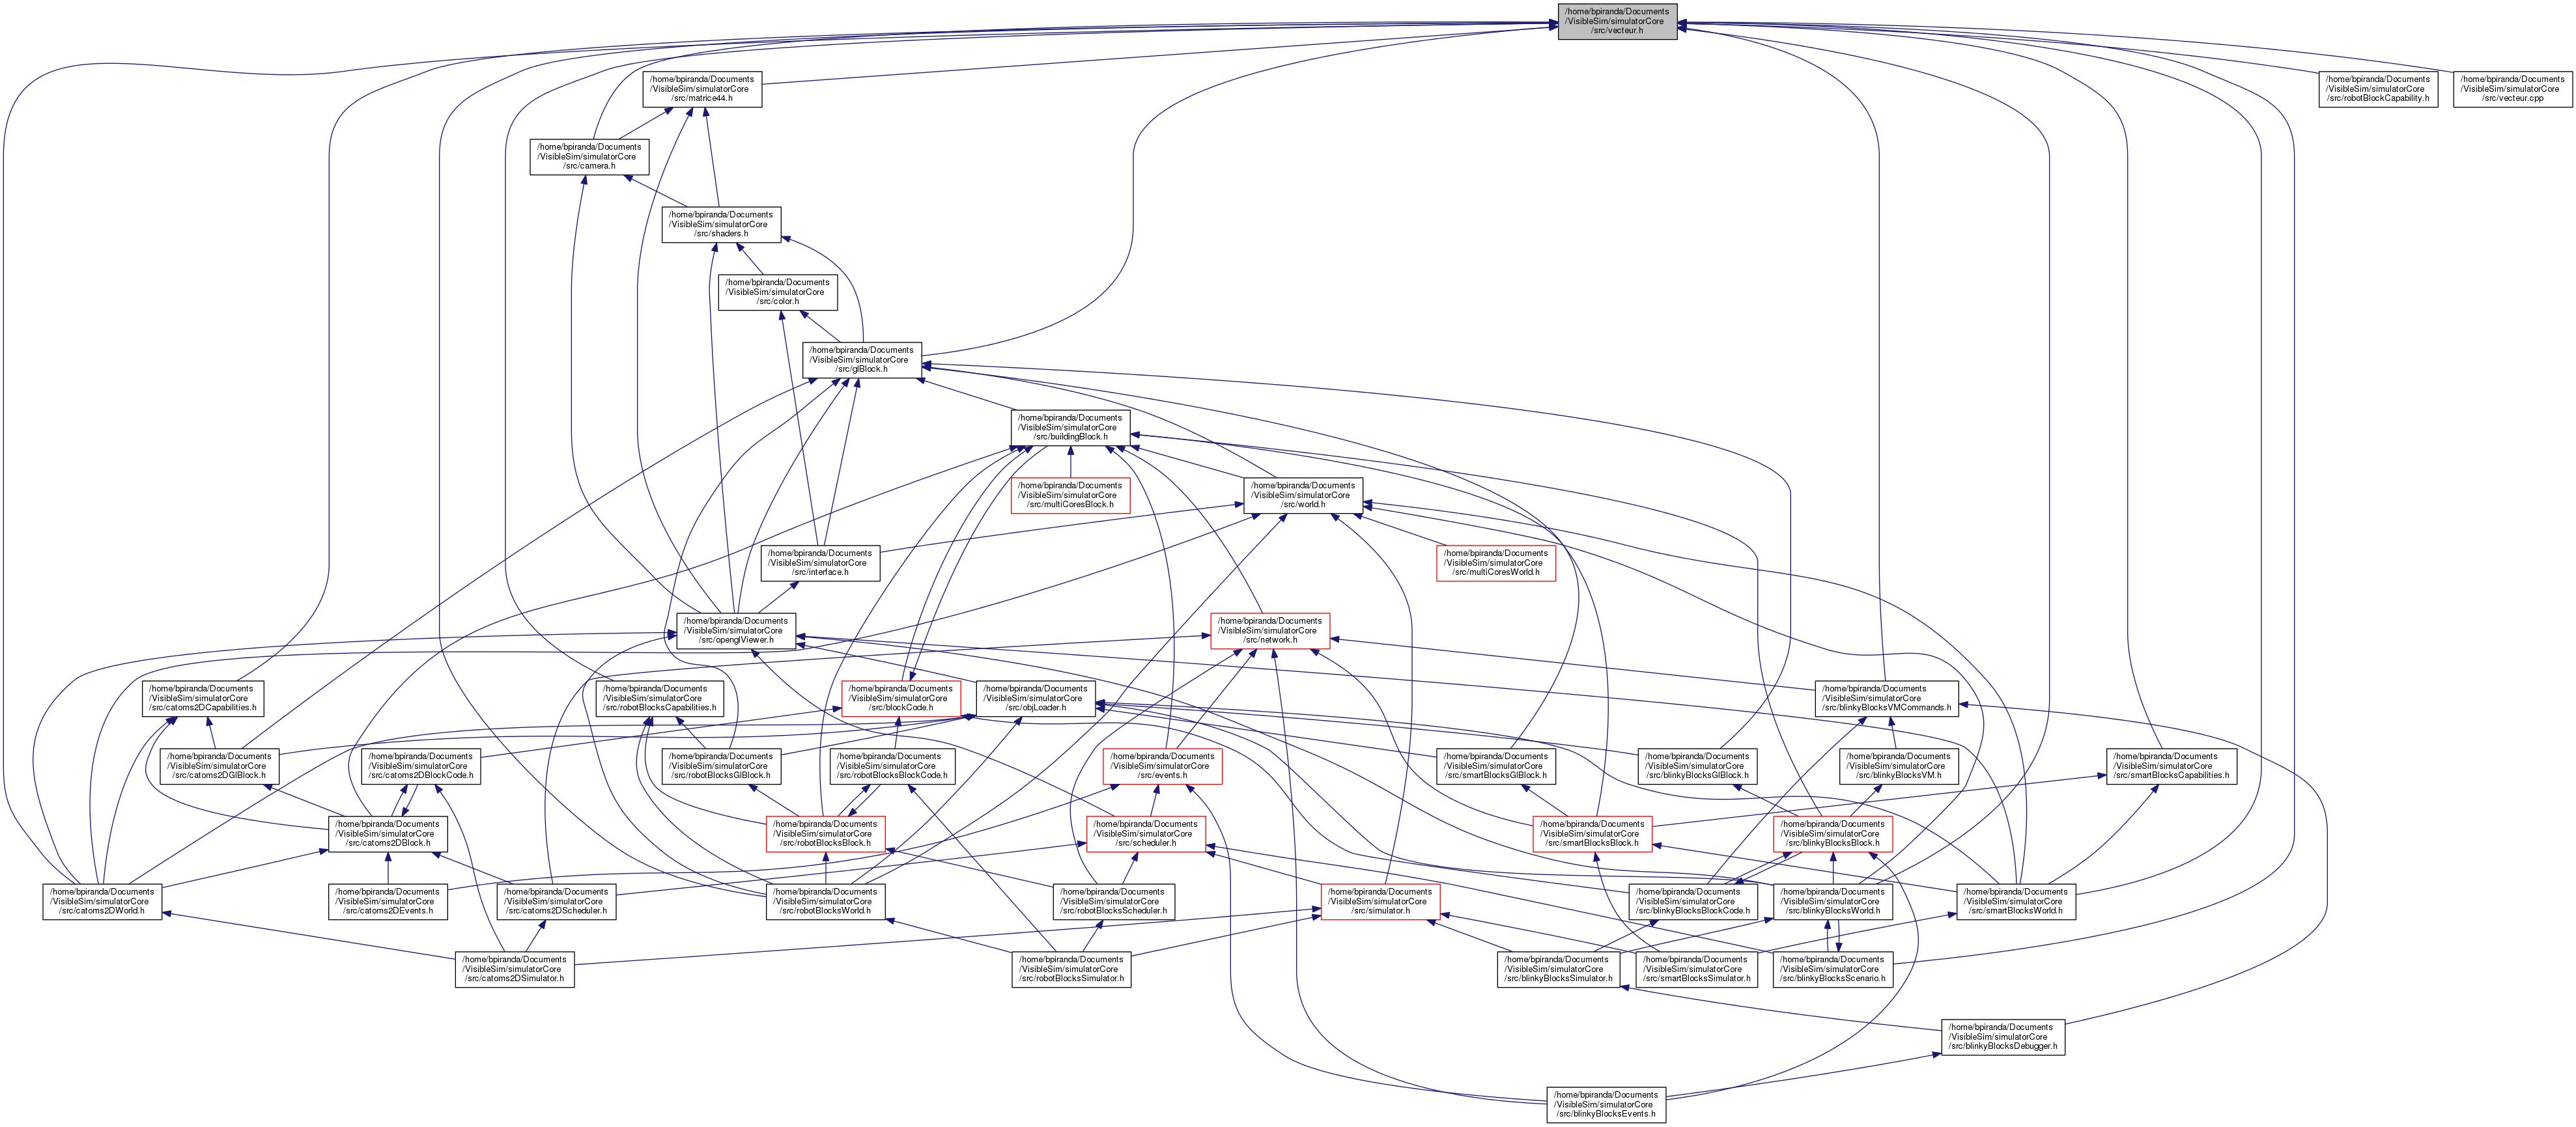 /home/bpiranda/Documents
/VisibleSim/simulatorCore
/src/vecteur.h
/home/bpiranda/Documents
/VisibleSim/simulatorCore
/src/matrice44.h
/home/bpiranda/Documents
/VisibleSim/simulatorCore
/src/robotBlockCapability.h
/home/bpiranda/Documents
/VisibleSim/simulatorCore
/src/vecteur.cpp
/home/bpiranda/Documents
/VisibleSim/simulatorCore
/src/camera.h
/home/bpiranda/Documents
/VisibleSim/simulatorCore
/src/shaders.h
/home/bpiranda/Documents
/VisibleSim/simulatorCore
/src/color.h
/home/bpiranda/Documents
/VisibleSim/simulatorCore
/src/glBlock.h
/home/bpiranda/Documents
/VisibleSim/simulatorCore
/src/buildingBlock.h
/home/bpiranda/Documents
/VisibleSim/simulatorCore
/src/multiCoresBlock.h
/home/bpiranda/Documents
/VisibleSim/simulatorCore
/src/world.h
/home/bpiranda/Documents
/VisibleSim/simulatorCore
/src/interface.h
/home/bpiranda/Documents
/VisibleSim/simulatorCore
/src/multiCoresWorld.h
/home/bpiranda/Documents
/VisibleSim/simulatorCore
/src/openglViewer.h
/home/bpiranda/Documents
/VisibleSim/simulatorCore
/src/network.h
/home/bpiranda/Documents
/VisibleSim/simulatorCore
/src/catoms2DCapabilities.h
/home/bpiranda/Documents
/VisibleSim/simulatorCore
/src/robotBlocksCapabilities.h
/home/bpiranda/Documents
/VisibleSim/simulatorCore
/src/blockCode.h
/home/bpiranda/Documents
/VisibleSim/simulatorCore
/src/objLoader.h
/home/bpiranda/Documents
/VisibleSim/simulatorCore
/src/blinkyBlocksVMCommands.h
/home/bpiranda/Documents
/VisibleSim/simulatorCore
/src/catoms2DGlBlock.h
/home/bpiranda/Documents
/VisibleSim/simulatorCore
/src/catoms2DBlockCode.h
/home/bpiranda/Documents
/VisibleSim/simulatorCore
/src/robotBlocksGlBlock.h
/home/bpiranda/Documents
/VisibleSim/simulatorCore
/src/robotBlocksBlockCode.h
/home/bpiranda/Documents
/VisibleSim/simulatorCore
/src/events.h
/home/bpiranda/Documents
/VisibleSim/simulatorCore
/src/smartBlocksGlBlock.h
/home/bpiranda/Documents
/VisibleSim/simulatorCore
/src/blinkyBlocksGlBlock.h
/home/bpiranda/Documents
/VisibleSim/simulatorCore
/src/blinkyBlocksVM.h
/home/bpiranda/Documents
/VisibleSim/simulatorCore
/src/smartBlocksCapabilities.h
/home/bpiranda/Documents
/VisibleSim/simulatorCore
/src/catoms2DBlock.h
/home/bpiranda/Documents
/VisibleSim/simulatorCore
/src/robotBlocksBlock.h
/home/bpiranda/Documents
/VisibleSim/simulatorCore
/src/scheduler.h
/home/bpiranda/Documents
/VisibleSim/simulatorCore
/src/smartBlocksBlock.h
/home/bpiranda/Documents
/VisibleSim/simulatorCore
/src/blinkyBlocksBlock.h
/home/bpiranda/Documents
/VisibleSim/simulatorCore
/src/catoms2DWorld.h
/home/bpiranda/Documents
/VisibleSim/simulatorCore
/src/catoms2DEvents.h
/home/bpiranda/Documents
/VisibleSim/simulatorCore
/src/catoms2DScheduler.h
/home/bpiranda/Documents
/VisibleSim/simulatorCore
/src/robotBlocksWorld.h
/home/bpiranda/Documents
/VisibleSim/simulatorCore
/src/robotBlocksScheduler.h
/home/bpiranda/Documents
/VisibleSim/simulatorCore
/src/simulator.h
/home/bpiranda/Documents
/VisibleSim/simulatorCore
/src/blinkyBlocksBlockCode.h
/home/bpiranda/Documents
/VisibleSim/simulatorCore
/src/blinkyBlocksWorld.h
/home/bpiranda/Documents
/VisibleSim/simulatorCore
/src/smartBlocksWorld.h
/home/bpiranda/Documents
/VisibleSim/simulatorCore
/src/catoms2DSimulator.h
/home/bpiranda/Documents
/VisibleSim/simulatorCore
/src/robotBlocksSimulator.h
/home/bpiranda/Documents
/VisibleSim/simulatorCore
/src/blinkyBlocksSimulator.h
/home/bpiranda/Documents
/VisibleSim/simulatorCore
/src/smartBlocksSimulator.h
/home/bpiranda/Documents
/VisibleSim/simulatorCore
/src/blinkyBlocksScenario.h
/home/bpiranda/Documents
/VisibleSim/simulatorCore
/src/blinkyBlocksDebugger.h
/home/bpiranda/Documents
/VisibleSim/simulatorCore
/src/blinkyBlocksEvents.h